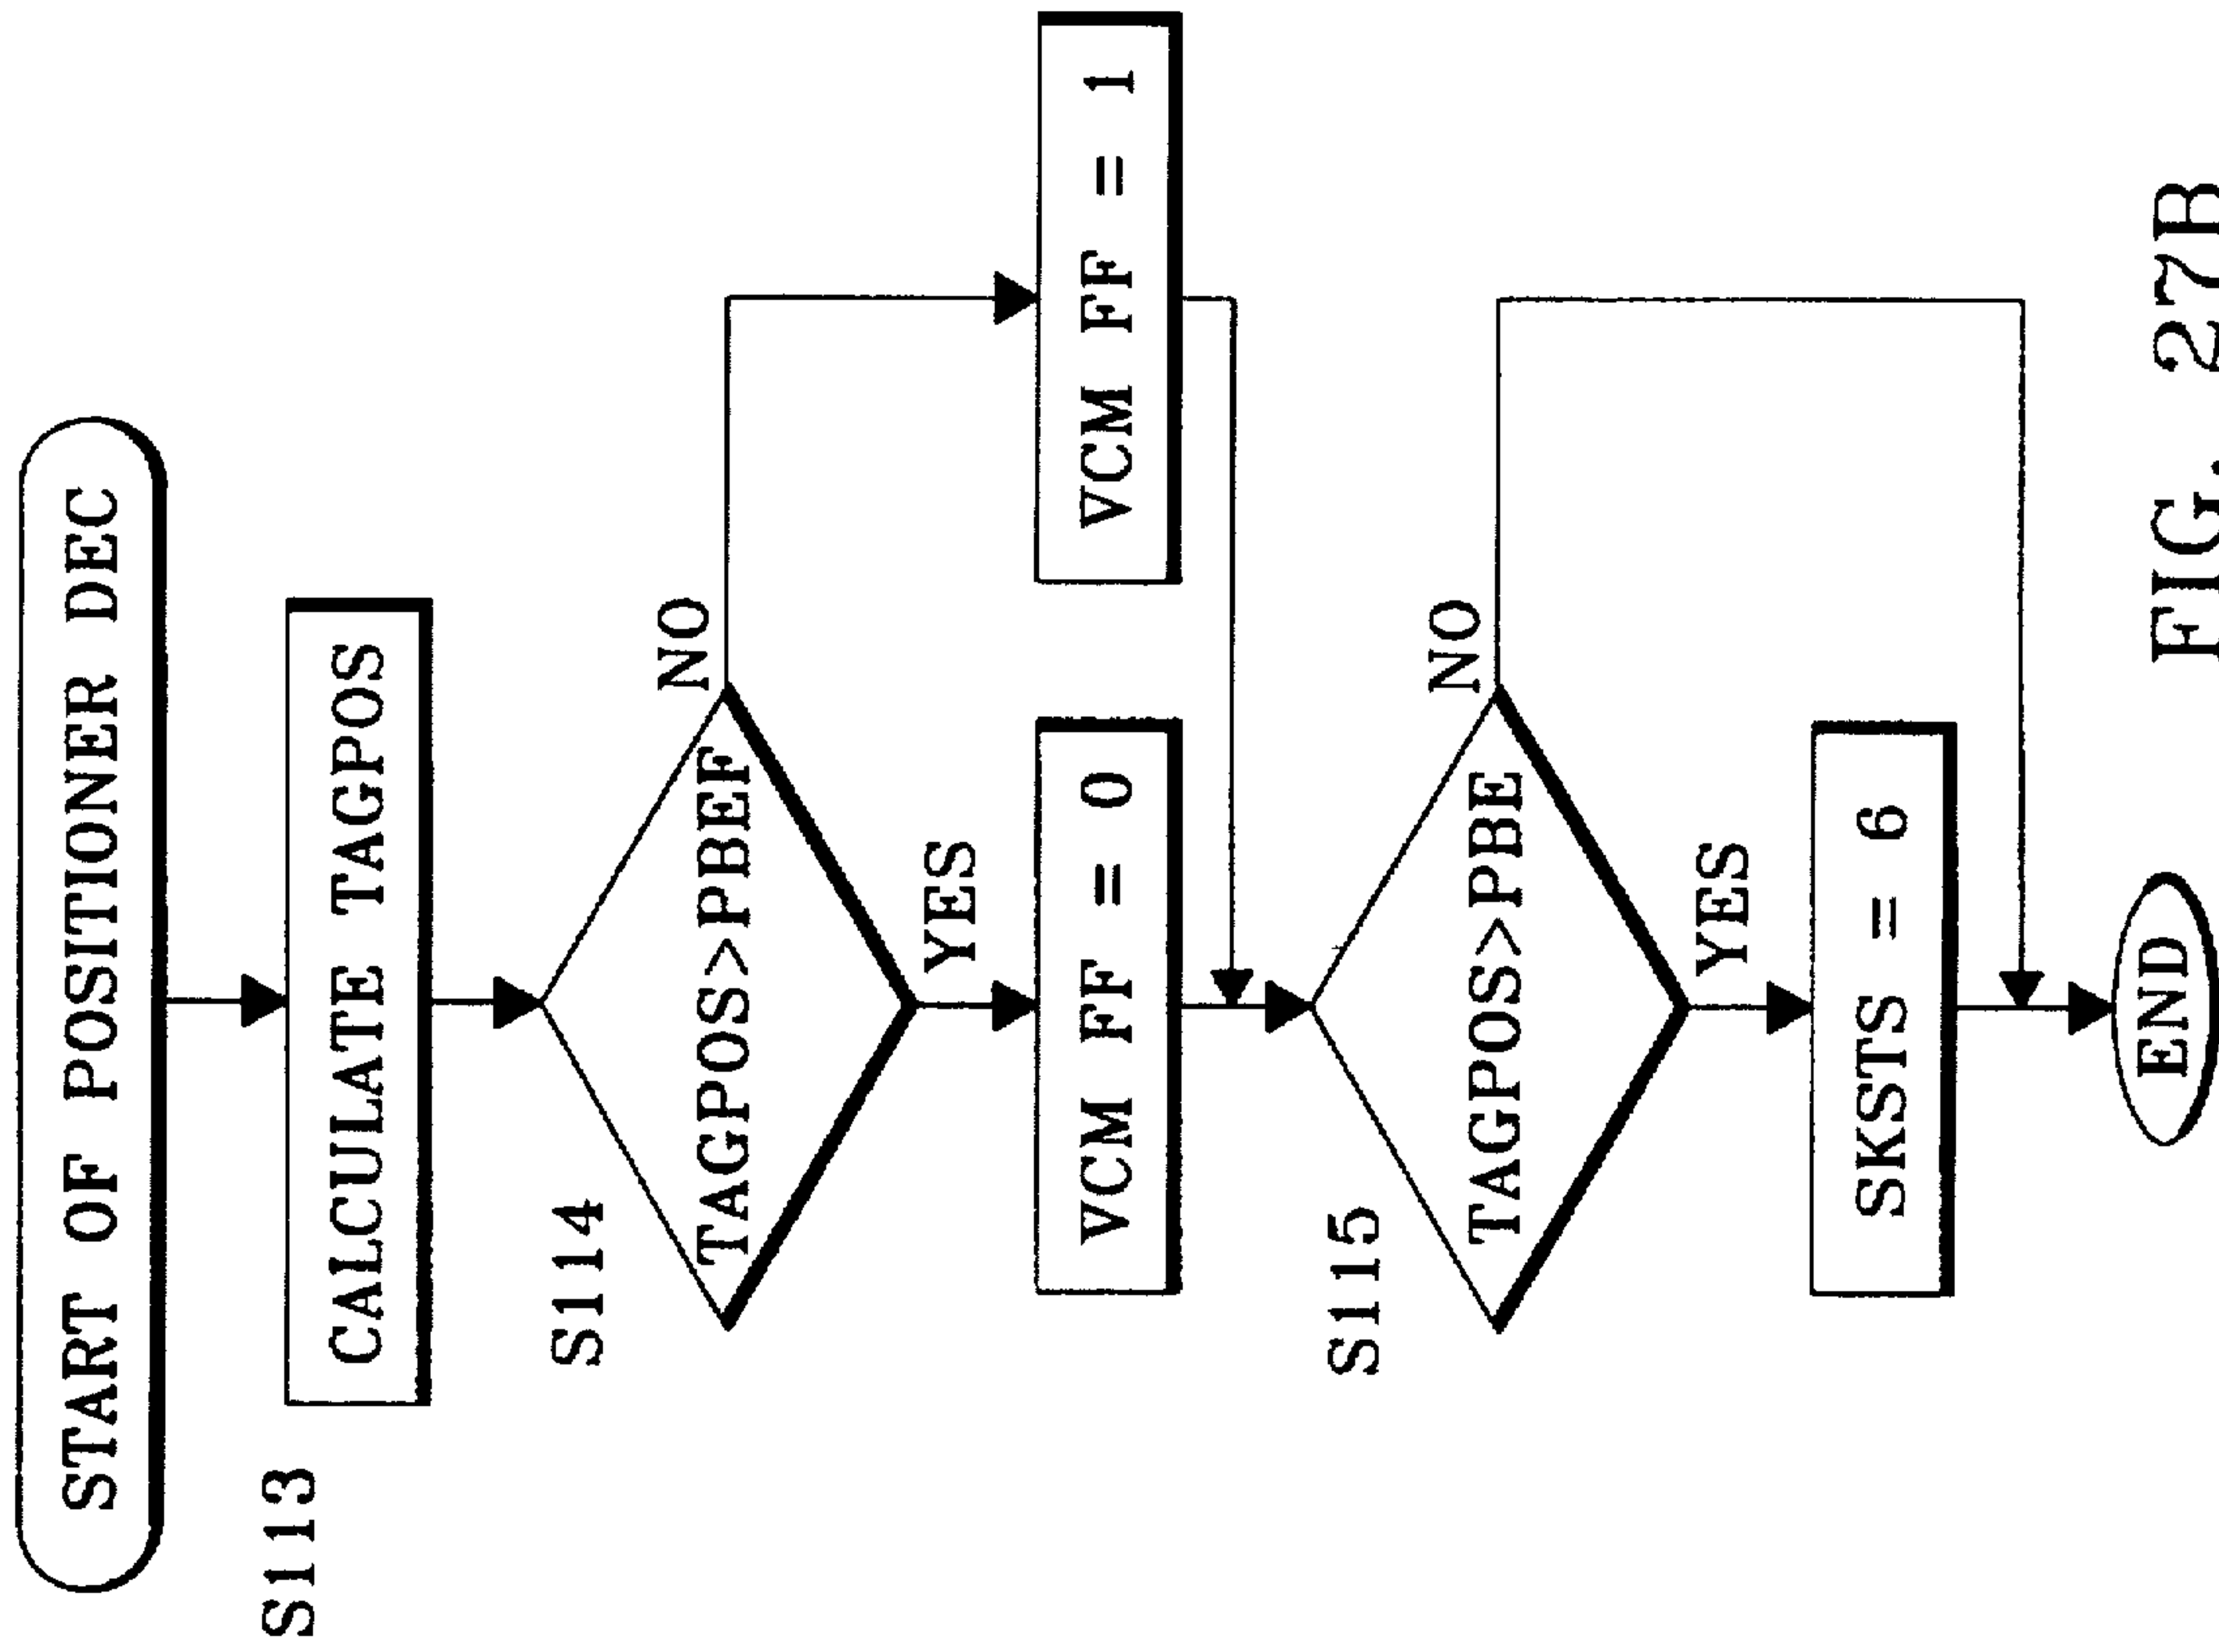 START OF POSITIONER DEC
S113
CALCULATE TAGPOS
S114
TAGPOS>PBEF
NO
YES
VCM FF = 0
VCM FF = 1
S115
TAGPOS>PBE
NO
YES
SKSTS = 6
END
FIG. 27B